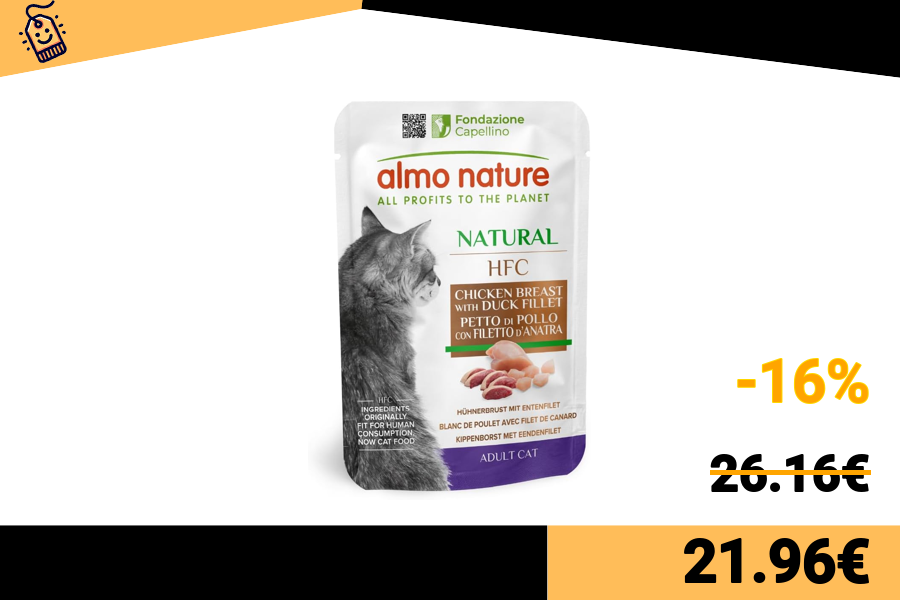 Fondazione
Capellino
almo nature
ALL PROFITS TO THE PLANET
NATURAL
HFC
CHICKEN BREAST
WITH DUCK FILLET
PETTO DI POLLO
CON FILETTO D'ANATRA
HFC
INGREDIENTS
ORIGINALLY
FIT FOR HUMAN
CONSUMPTION,
NOW CAT FOOD
HÜHNERBRUST MIT ENTENFILET
BLANC DE POULET AVEC FILET DE CANARD
KIPPENBORST MET EENDENFILET
ADULT CAT
-16%
26.16€
21.96€